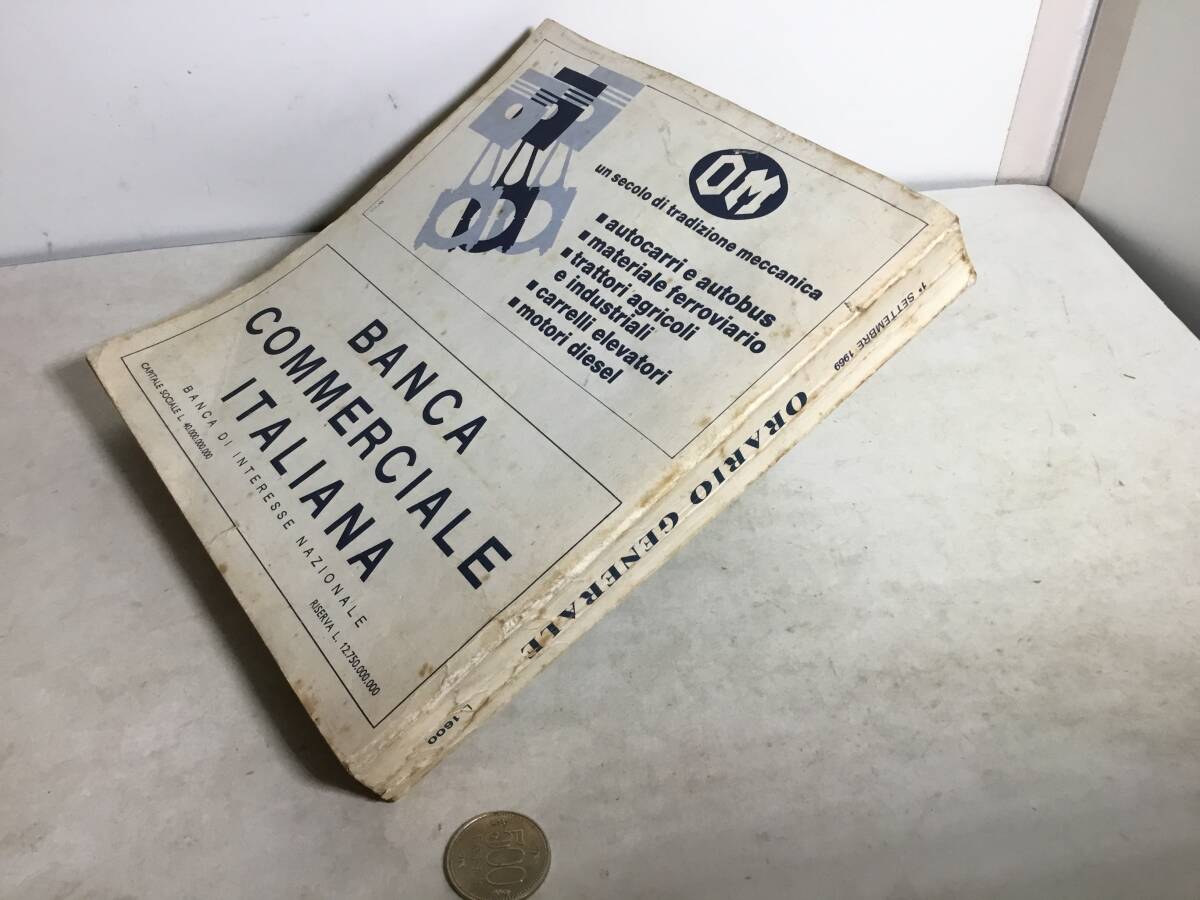 OM
un secolo di tradizione meccanica
autocarri e autobus
materiale ferroviario
trattori agricoli
e industriali
carrelli elevatori
motori diesel
BANCA
COMMERCIALE
ITALIANA
BANCA DI INTERESSE NAZIONALE
CAPITALE SOCIALE L. 40.000.000.000
RISERVA L. 12.750.000.000
1° SETTEMBRE 1969
ORARIO GENERALE
L. 1600
500